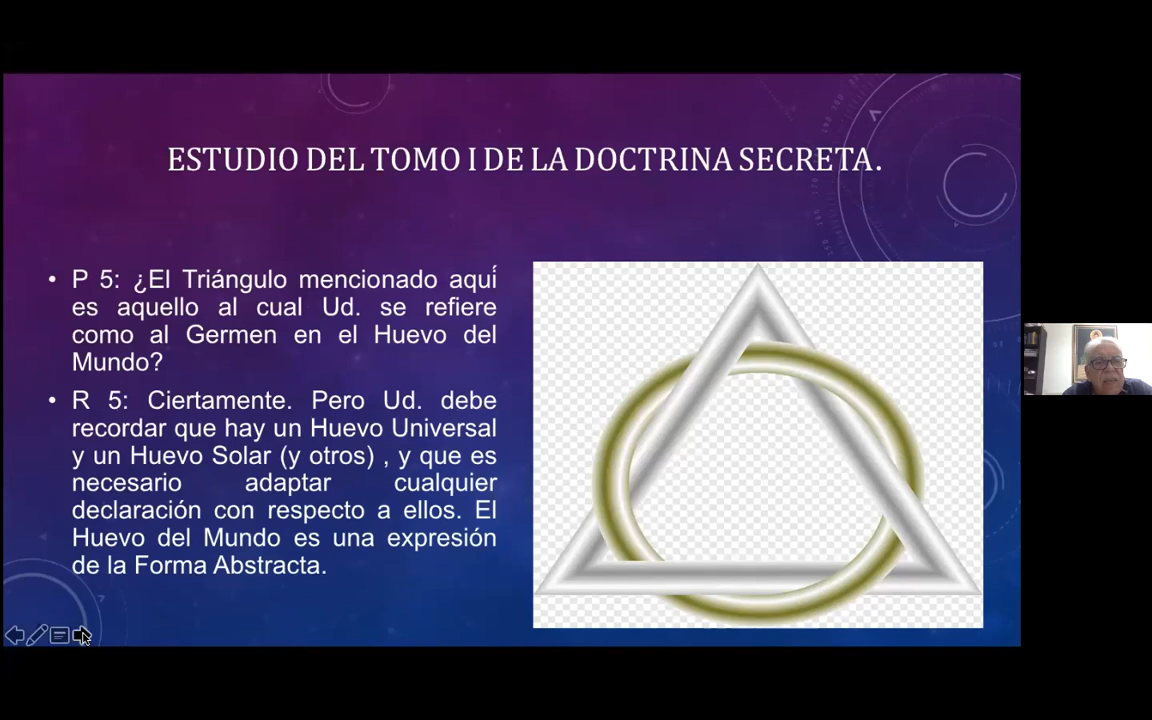 ESTUDIO DEL TOMO I DE LA DOCTRINA SECRETA.
• P 5: ¿El Triángulo mencionado aquí
es aquello al cual Ud. se refiere
como al Germen en el Huevo del
Mundo?
• R 5: Ciertamente. Pero Ud. debe
recordar que hay un Huevo Universal
y un Huevo Solar (y otros) , y que es
necesario adaptar cualquier
declaración con respecto a ellos. El
Huevo del Mundo es una expresión
de la Forma Abstracta.